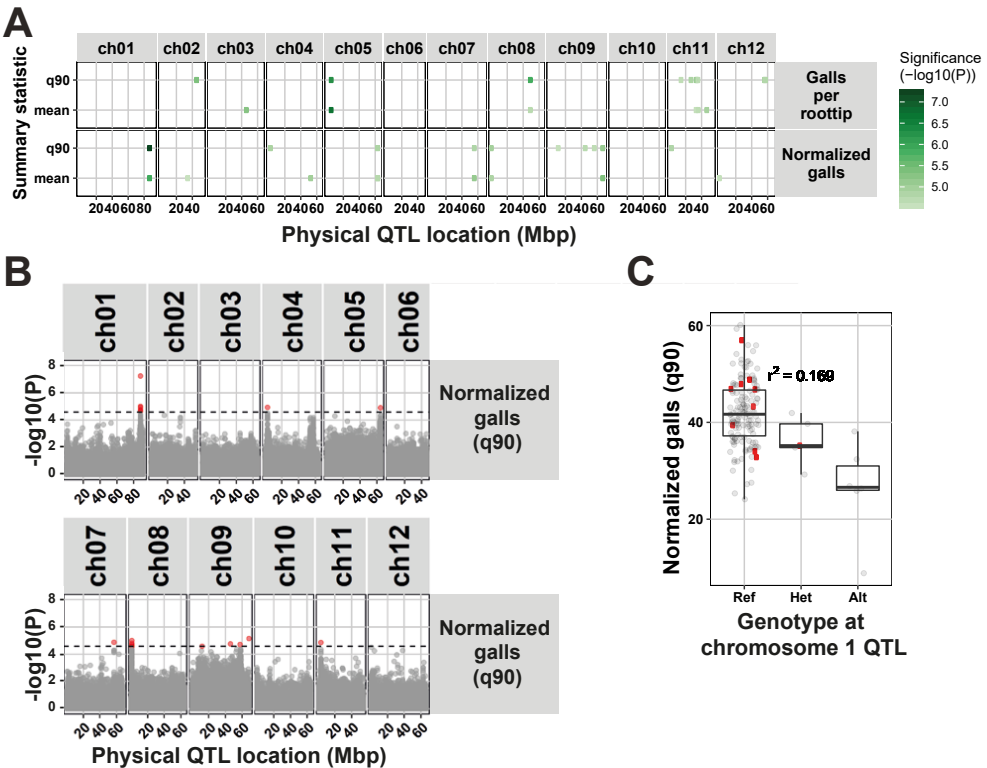 A
ch01 ch02 ch03 ch04 ch05 ch06 ch07 ch08 ch09 ch10 ch11 ch12
Summary statistic
q90
mean
Galls
per
roottip
q90
mean
Normalized
galls
20406080 2040 204060 204060 204060 2040 204060 204060 204060 204060 2040 204060
Physical QTL location (Mbp)
Significance
(−log10(P))
7.0
6.5
6.0
5.5
5.0
B
ch01 ch02 ch03 ch04 ch05 ch06
-log10(P)
8
6
4
2
0
Normalized
galls
(q90)
20 40 60 80 20 40 20 40 60 20 40 60 20 40 60 20 40
ch07 ch08 ch09 ch10 ch11 ch12
-log10(P)
8
6
4
2
0
Normalized
galls
(q90)
20 40 60 20 40 60 20 40 60 20 40 60 20 40 20 40 60
Physical QTL location (Mbp)
C
Normalized galls (q90)
60
40
20
r² = 0.169
Ref Het Alt
Genotype at
chromosome 1 QTL